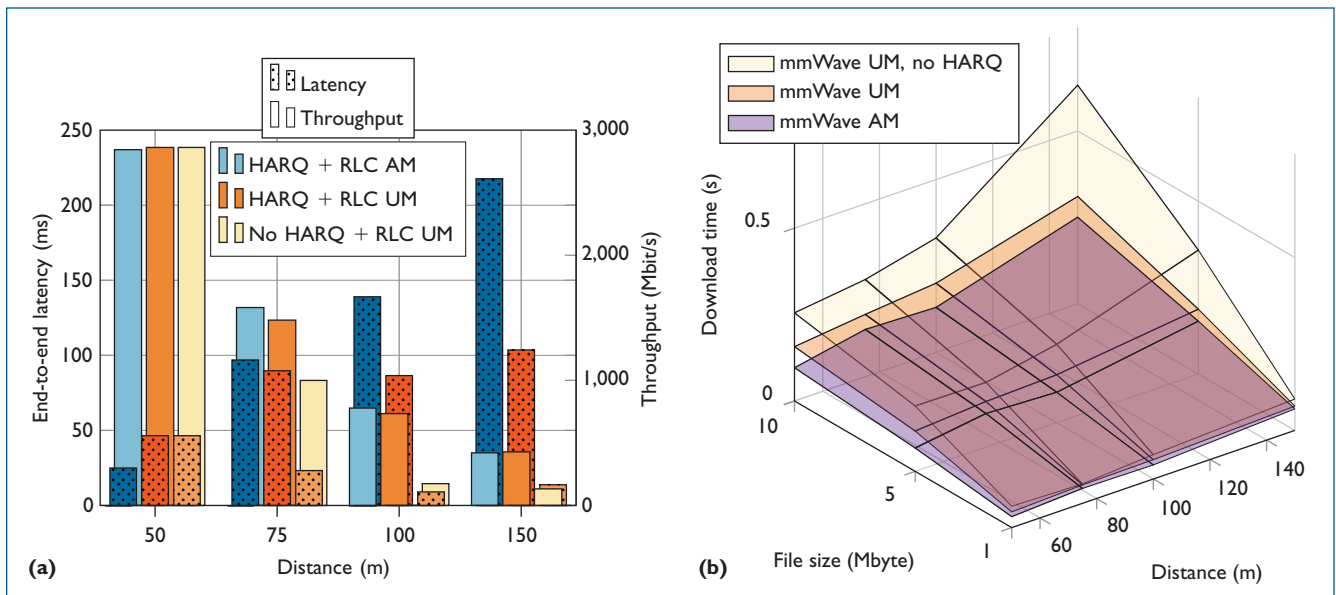 Latency
Throughput
HARQ + RLC AM
HARQ + RLC UM
No HARQ + RLC UM
End-to-end latency (ms)
250
200
150
100
50
0
3,000
2,000
1,000
0
Throughput (Mbit/s)
50 75 100 150
Distance (m)
(a)
mmWave UM, no HARQ
mmWave UM
mmWave AM
Download time (s)
0.5
0
10
5
1
60
80
100
120
140
File size (Mbyte)
Distance (m)
(b)